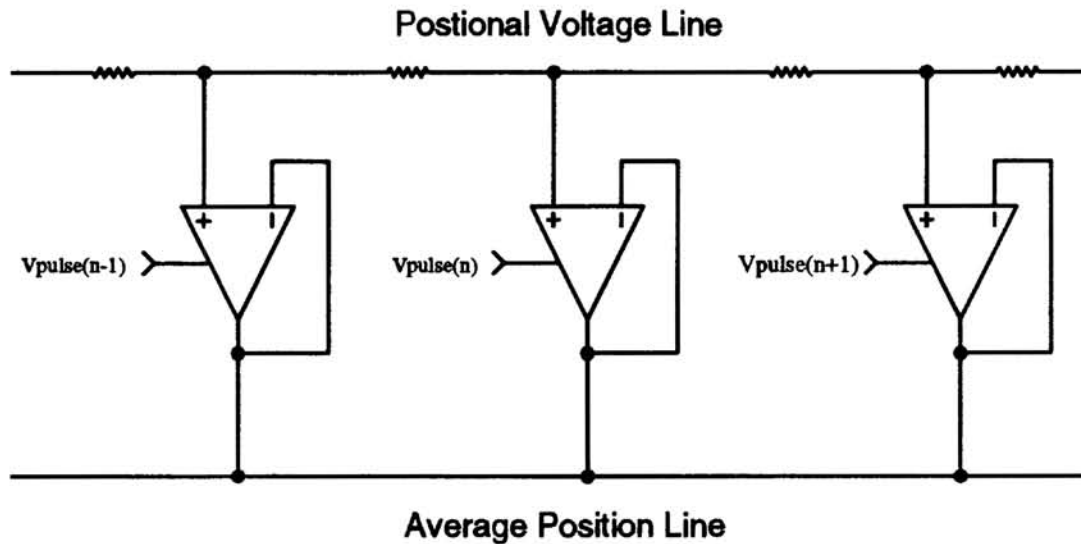 Postional Voltage Line
+ −
+ −
+ −
Vpulse(n-1)
Vpulse(n)
Vpulse(n+1)
Average Position Line